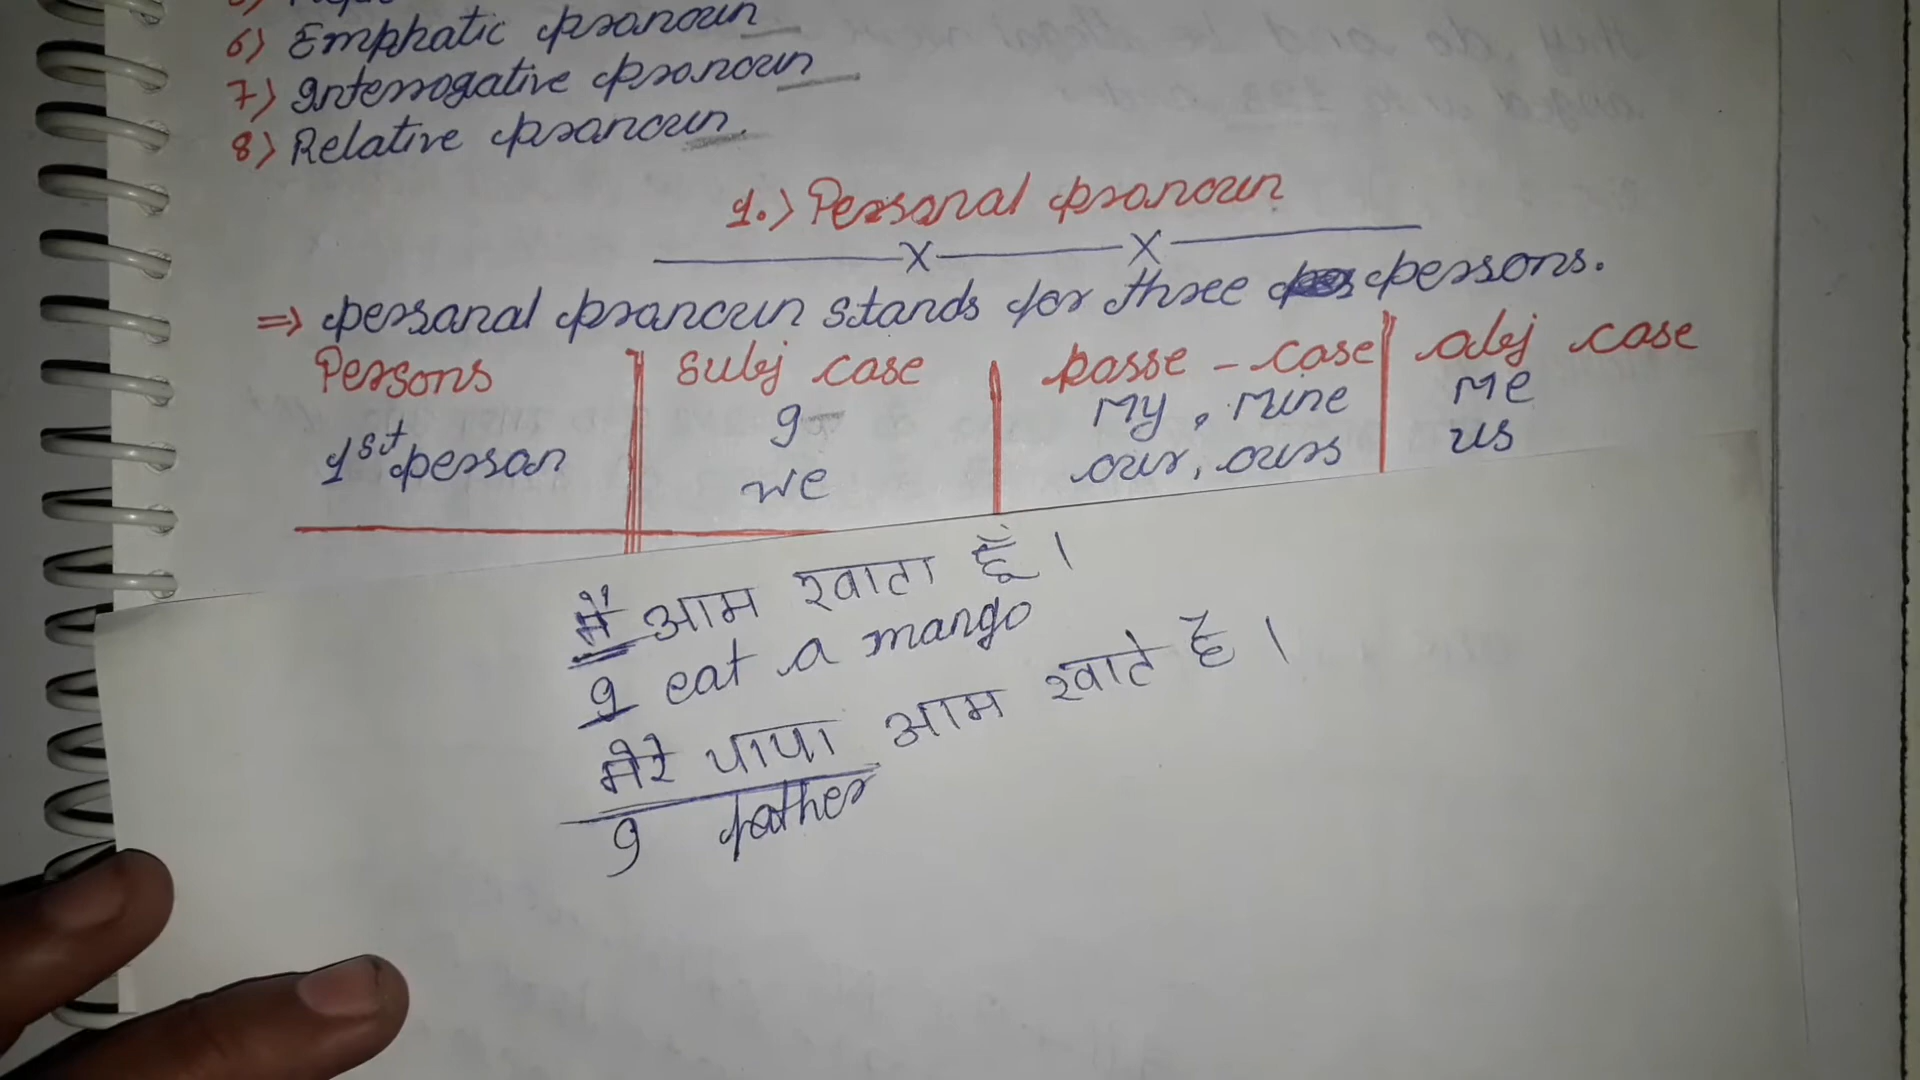 6) Emphatic pronoun
7) Interrogative pronoun
8) Relative pronoun.
1.) Personal pronoun
x x
⇒ personal pronoun stands for three persons.
Persons subj case posse - case obj case
1st person I my, mine me
we our, ours us
मैं आम खाता हूँ।
I eat a mango
मेरे पापा आम खाते है।
I father